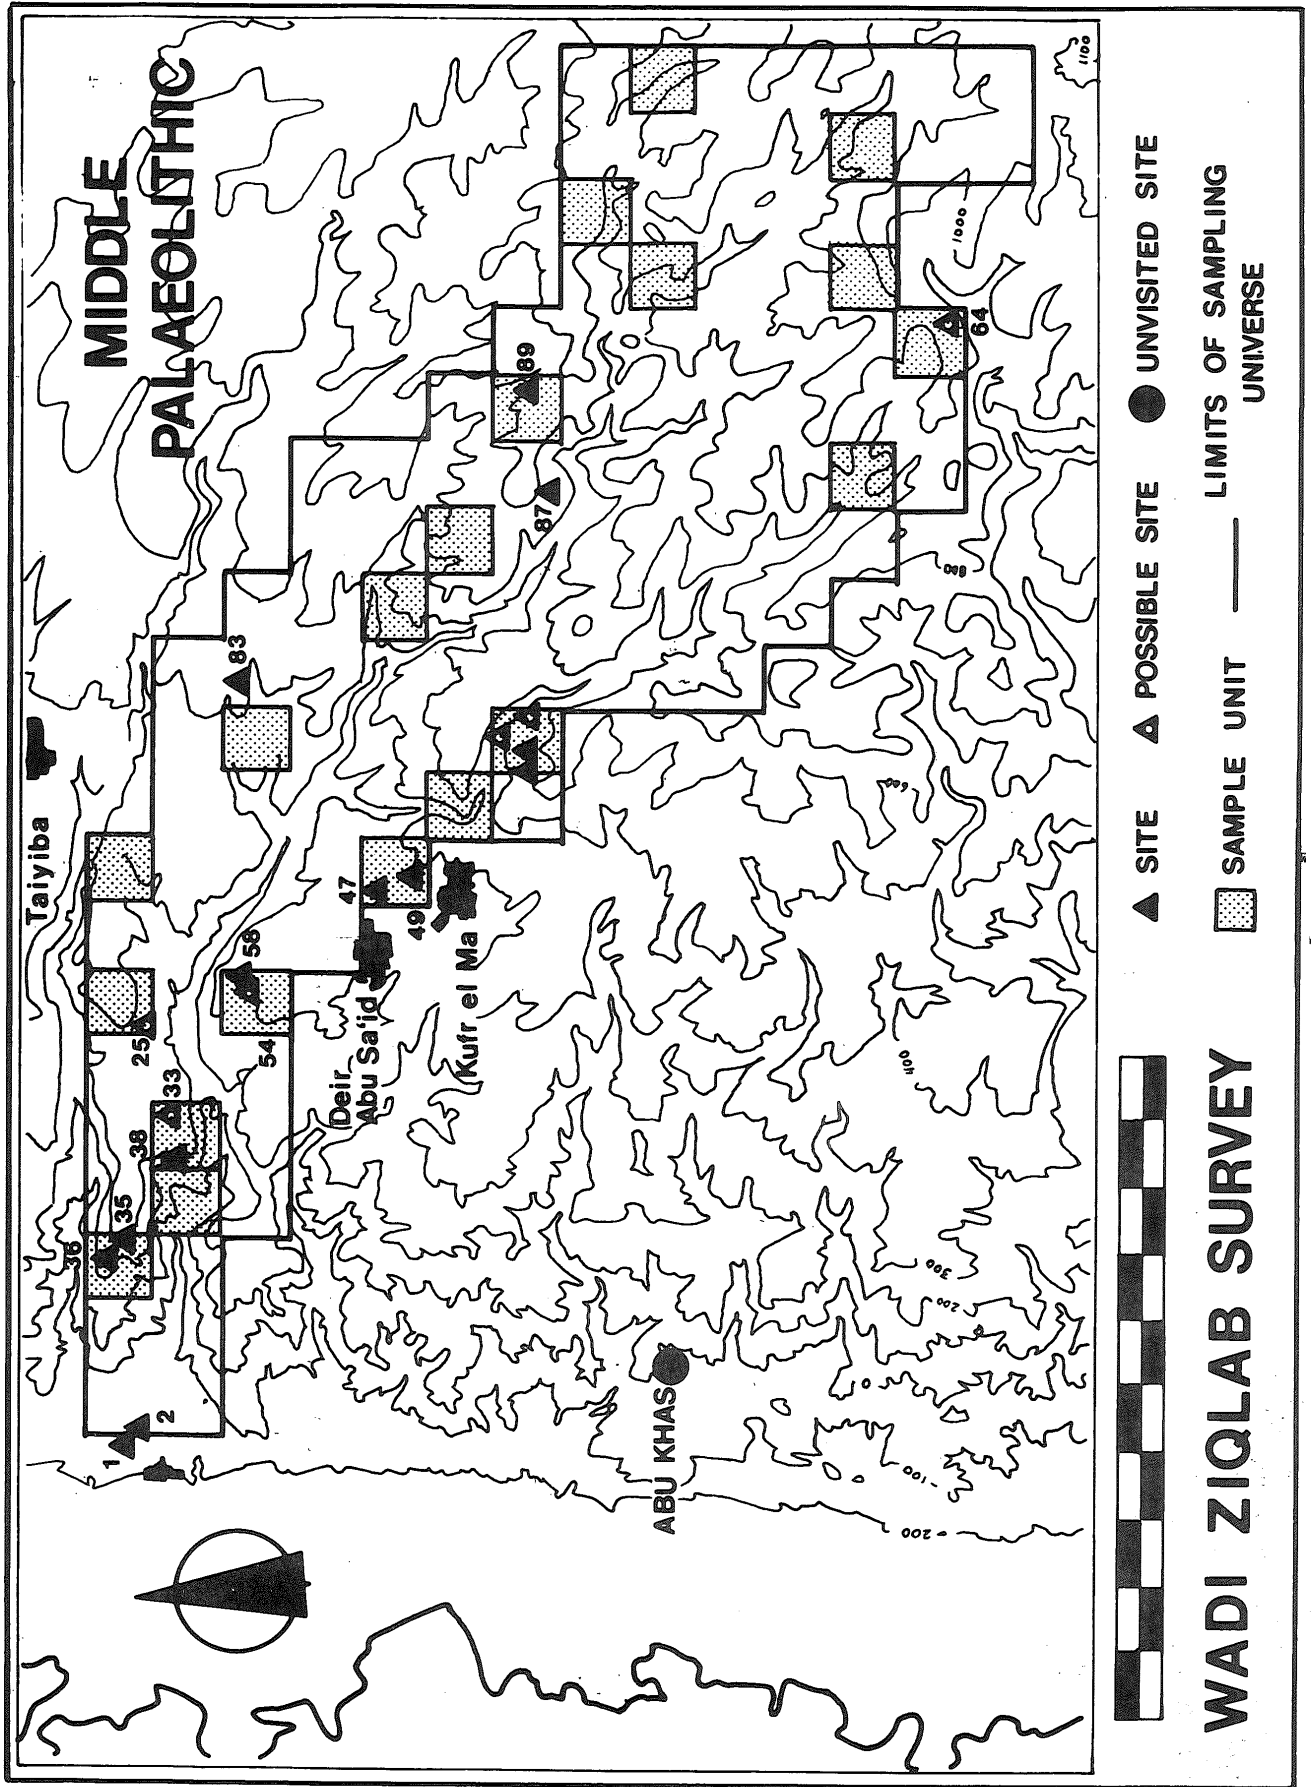 MIDDLE
PALAEOLITHIC
Taiyiba
36
35
38
33
25
58
54
83
1
2
Deir
Abu Sa'id
47
49
Kufr el Ma
87
89
64
ABU KHAS
1100
1000
600
400
300
200
0
-100
-200
SITE
POSSIBLE SITE
UNVISITED SITE
SAMPLE UNIT
LIMITS OF SAMPLING
UNIVERSE
WADI ZIQLAB SURVEY